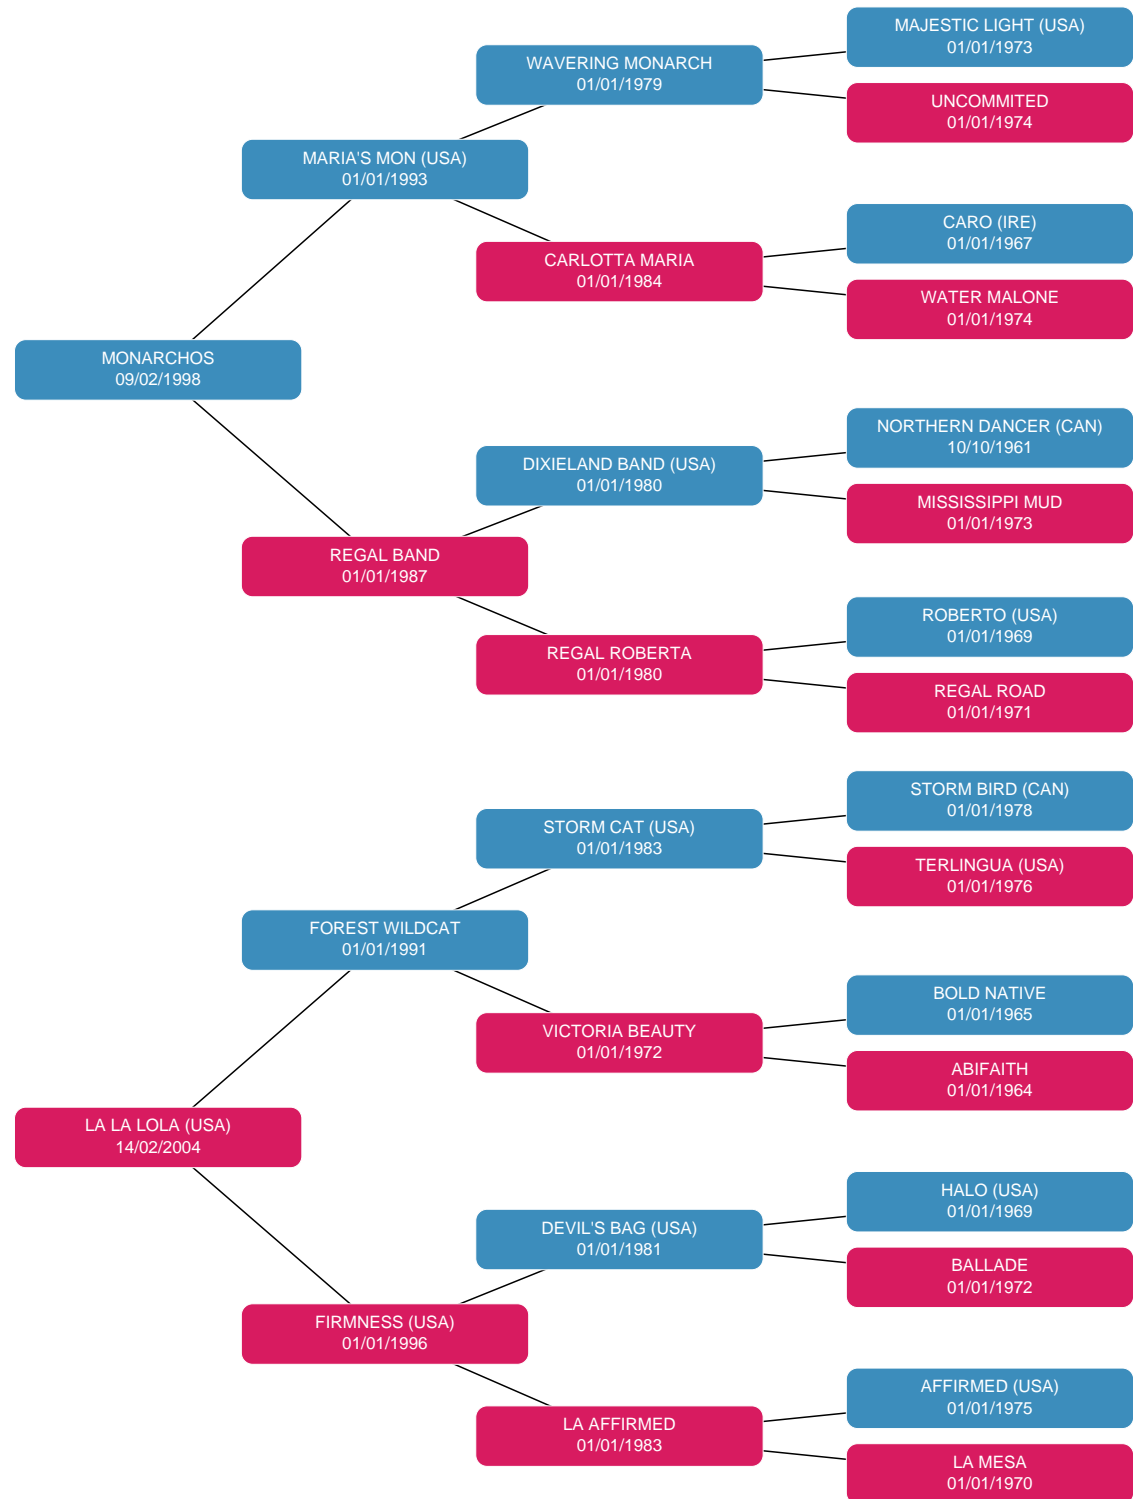 MAJESTIC LIGHT (USA)
01/01/1973
WAVERING MONARCH
01/01/1979
UNCOMMITED
01/01/1974
MARIA'S MON (USA)
01/01/1993
CARO (IRE)
01/01/1967
CARLOTTA MARIA
01/01/1984
WATER MALONE
01/01/1974
MONARCHOS
09/02/1998
NORTHERN DANCER (CAN)
10/10/1961
DIXIELAND BAND (USA)
01/01/1980
MISSISSIPPI MUD
01/01/1973
REGAL BAND
01/01/1987
ROBERTO (USA)
01/01/1969
REGAL ROBERTA
01/01/1980
REGAL ROAD
01/01/1971
STORM BIRD (CAN)
01/01/1978
STORM CAT (USA)
01/01/1983
TERLINGUA (USA)
01/01/1976
FOREST WILDCAT
01/01/1991
BOLD NATIVE
01/01/1965
VICTORIA BEAUTY
01/01/1972
ABIFAITH
01/01/1964
LA LA LOLA (USA)
14/02/2004
HALO (USA)
01/01/1969
DEVIL'S BAG (USA)
01/01/1981
BALLADE
01/01/1972
FIRMNESS (USA)
01/01/1996
AFFIRMED (USA)
01/01/1975
LA AFFIRMED
01/01/1983
LA MESA
01/01/1970